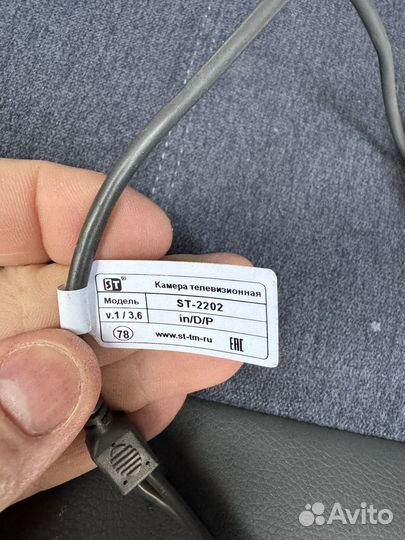 ST® Камера телевизионная
Модель ST-2202
v.1 / 3,6 in/D/P
78 www.st-tm.ru EAC
Avito